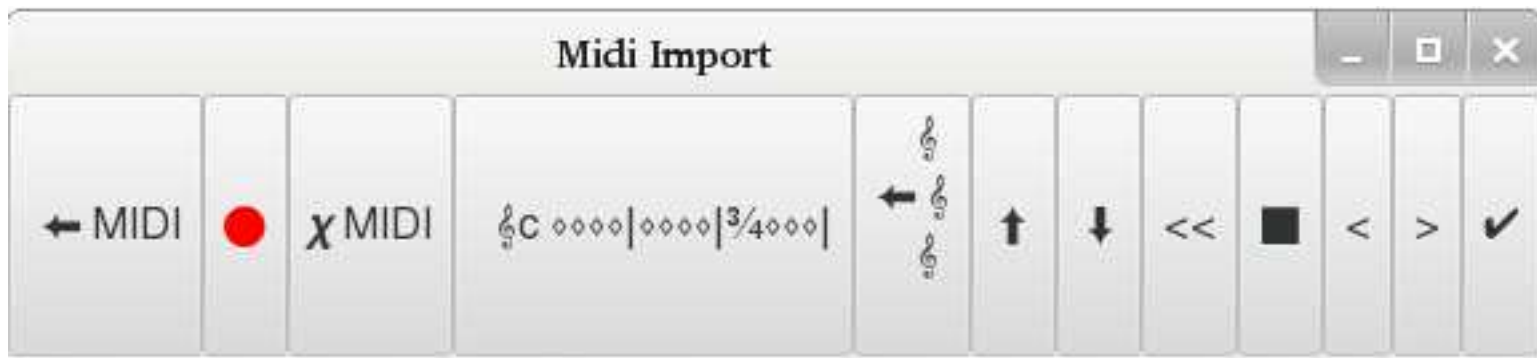 Midi Import
← MIDI ● χ MIDI 𝄞c ⋄⋄⋄⋄|⋄⋄⋄⋄|¾⋄⋄⋄| 𝄞 ← 𝄞 𝄞 ↑ ↓ << ■ < > ✔